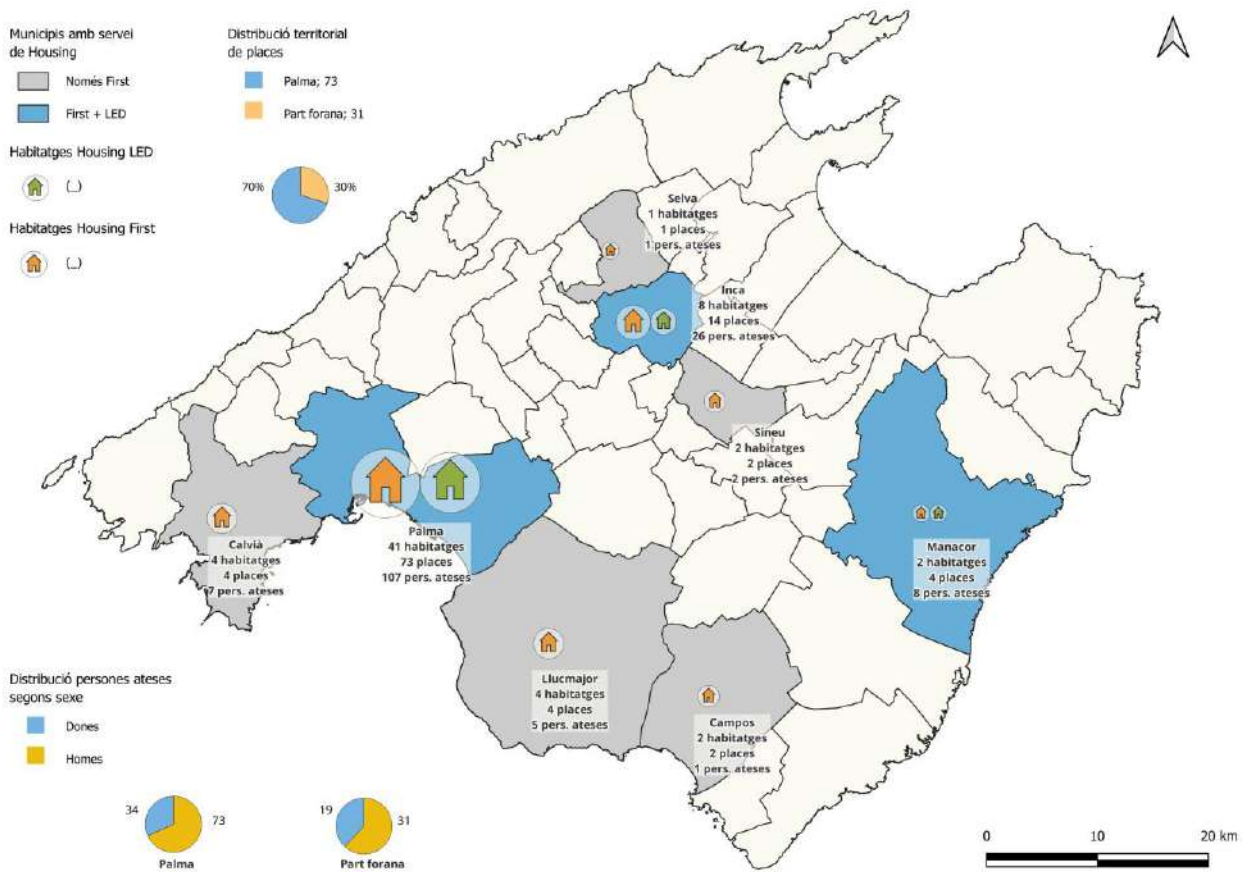 Municipis amb servei
de Housing
Només First
First + LED
Habitatges Housing LED
(_)
Habitatges Housing First
(_)
Distribució territorial
de places
Palma; 73
Part forana; 31
70%
30%
Selva
1 habitatges
1 places
1 pers. ateses
Inca
8 habitatges
14 places
26 pers. ateses
Sineu
2 habitatges
2 places
2 pers. ateses
Calvià
4 habitatges
4 places
7 pers. ateses
Palma
41 habitatges
73 places
107 pers. ateses
Manacor
2 habitatges
4 places
8 pers. ateses
Llucmajor
4 habitatges
4 places
5 pers. ateses
Campos
2 habitatges
2 places
1 pers. ateses
Distribució persones ateses
segons sexe
Dones
Homes
34
73
Palma
19
31
Part forana
0 10 20 km